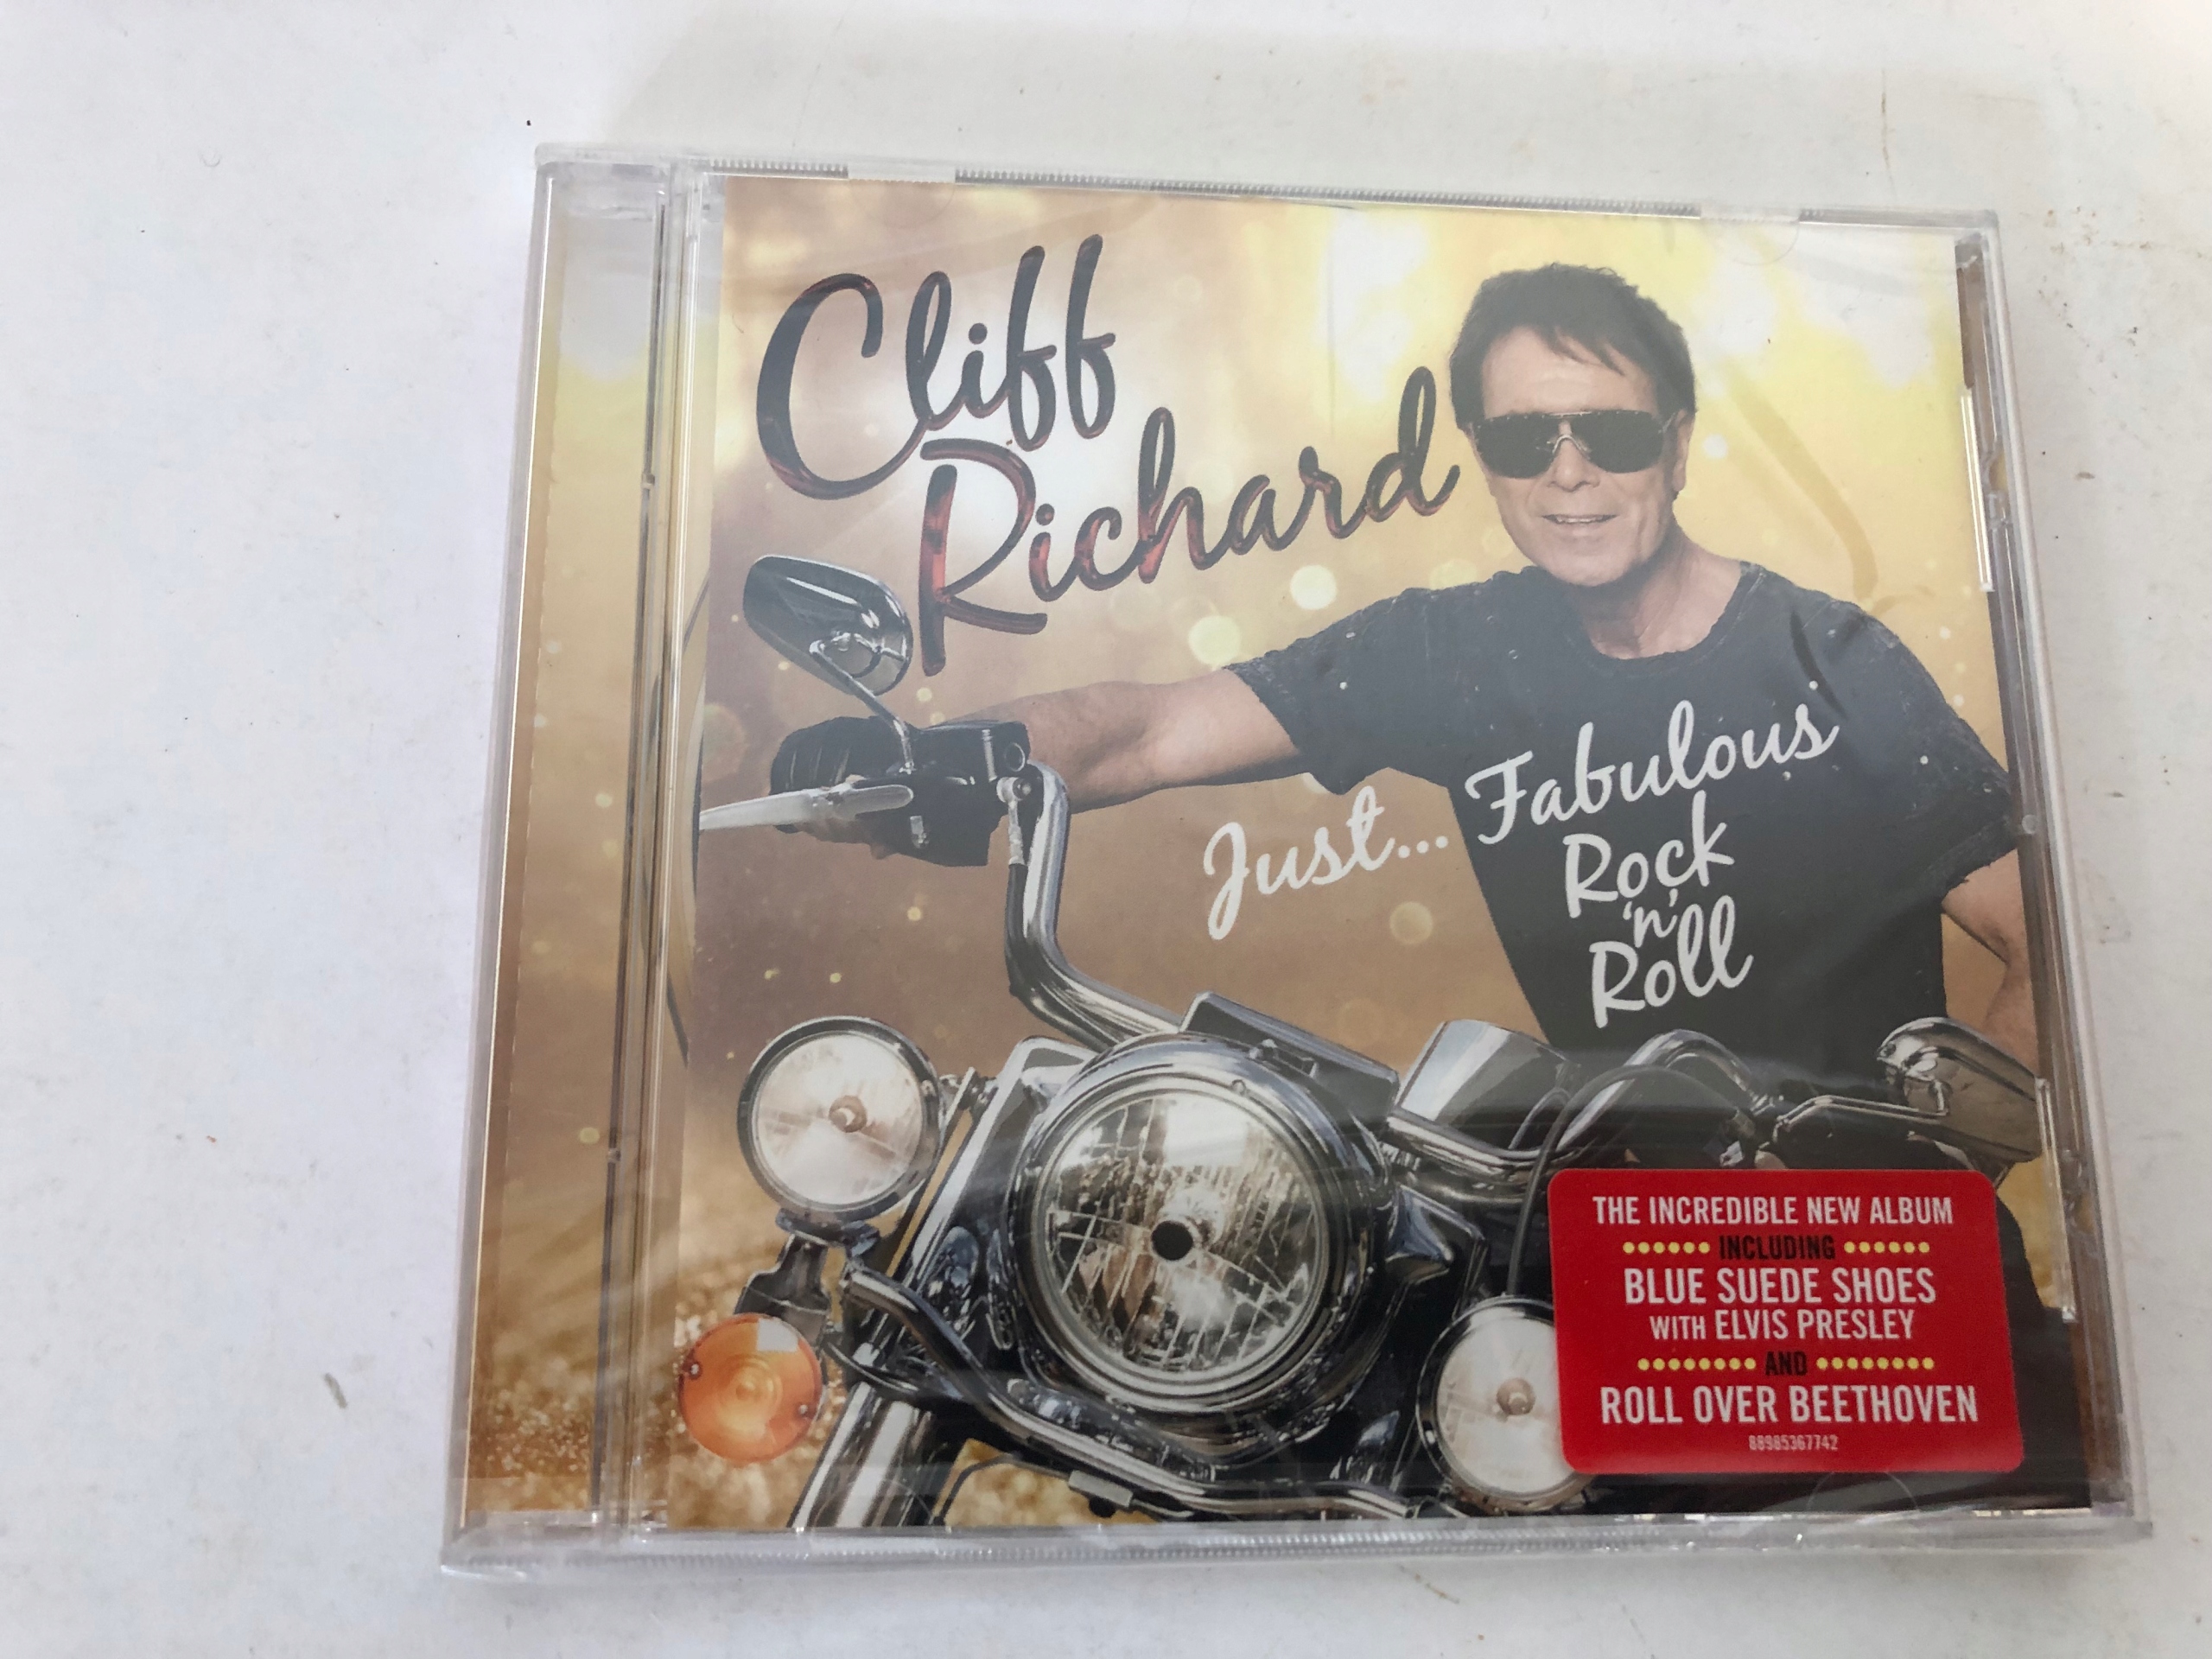 Cliff
Richard
Just... Fabulous
Rock
'n'
Roll
THE INCREDIBLE NEW ALBUM
INCLUDING
BLUE SUEDE SHOES
WITH ELVIS PRESLEY
AND
ROLL OVER BEETHOVEN
88985367742